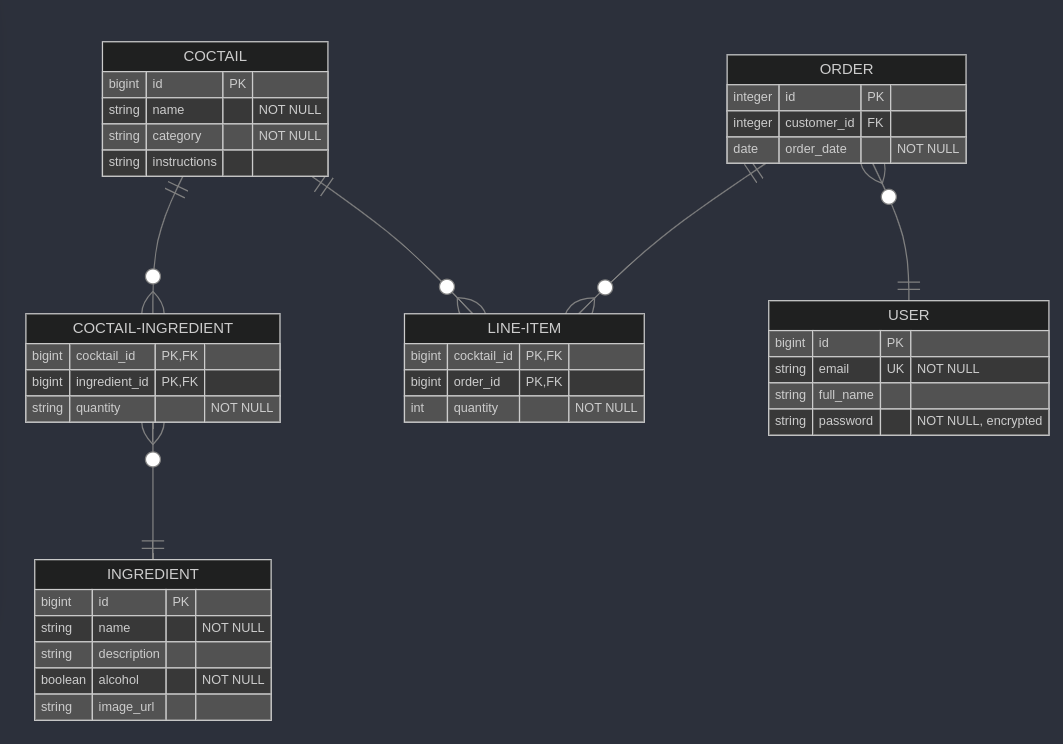 COCTAIL
bigint id PK
string name NOT NULL
string category NOT NULL
string instructions
ORDER
integer id PK
integer customer_id FK
date order_date NOT NULL
COCTAIL-INGREDIENT
bigint cocktail_id PK,FK
bigint ingredient_id PK,FK
string quantity NOT NULL
LINE-ITEM
bigint cocktail_id PK,FK
bigint order_id PK,FK
int quantity NOT NULL
USER
bigint id PK
string email UK NOT NULL
string full_name
string password NOT NULL, encrypted
INGREDIENT
bigint id PK
string name NOT NULL
string description
boolean alcohol NOT NULL
string image_url